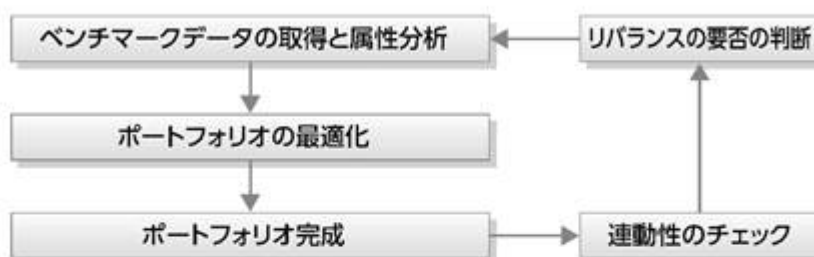 ベンチマークデータの取得と属性分析
リバランスの要否の判断
ポートフォリオの最適化
ポートフォリオ完成
連動性のチェック